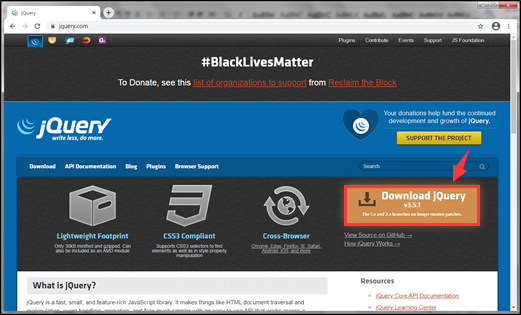 jQuery
jquery.com
Plugins Contribute Events Support JS Foundation
#BlackLivesMatter
To Donate, see this list of organizations to support from Reclaim the Block
jQuery
write less, do more.
Your donations help fund the continued
development and growth of jQuery.
SUPPORT THE PROJECT
Download API Documentation Blog Plugins Browser Support
Search
Lightweight Footprint
Only 30kB minified and gzipped. Can
also be included as an AMD module
CSS3 Compliant
Supports CSS3 selectors to find
elements as well as in style property
manipulation
Cross-Browser
Chrome, Edge, Firefox, IE, Safari,
Android, iOS, and more
Download jQuery
v3.5.1
The 1.x and 2.x branches no longer receive patches.
View Source on GitHub →
How jQuery Works →
What is jQuery?
jQuery is a fast, small, and feature-rich JavaScript library. It makes things like HTML document traversal and
Resources
jQuery Core API Documentation
jQuery Learning Center